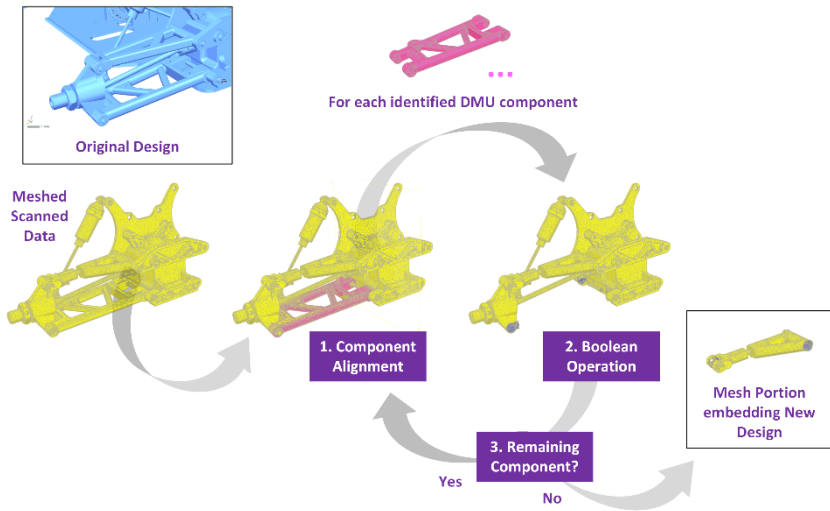 Original Design
For each identified DMU component
Meshed
Scanned
Data
1. Component
Alignment
2. Boolean
Operation
3. Remaining
Component?
Yes
No
Mesh Portion
embedding New
Design